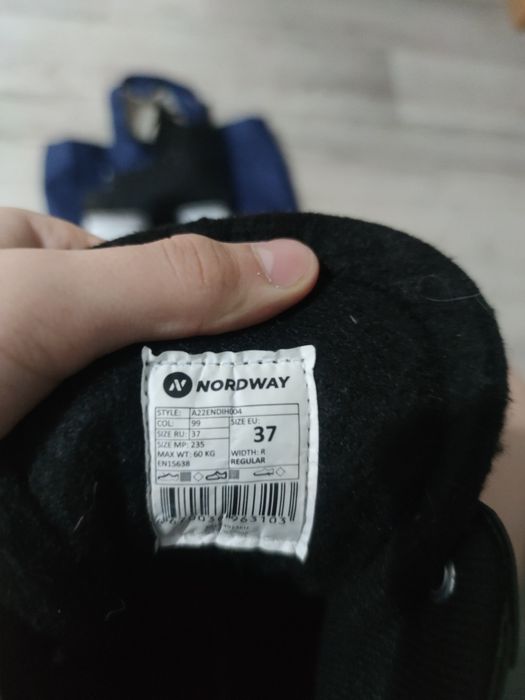 NORDWAY
STYLE: A22ENDIH004
COL: 99
SIZE EU:
37
SIZE RU: 37
SIZE MP: 235
MAX WT: 60 KG
WIDTH: R
EN15638
REGULAR